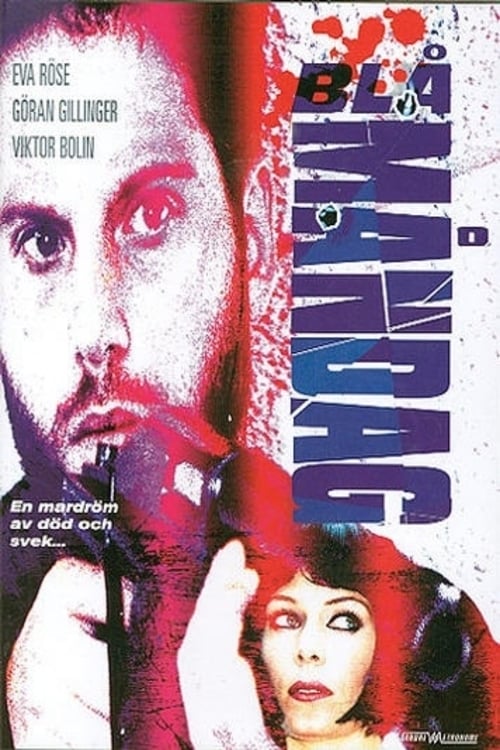 EVA RÖSE
GÖRAN GILLINGER
VIKTOR BOLIN
BLÅ
MÅNDAG
En mardröm
av död och
svek...